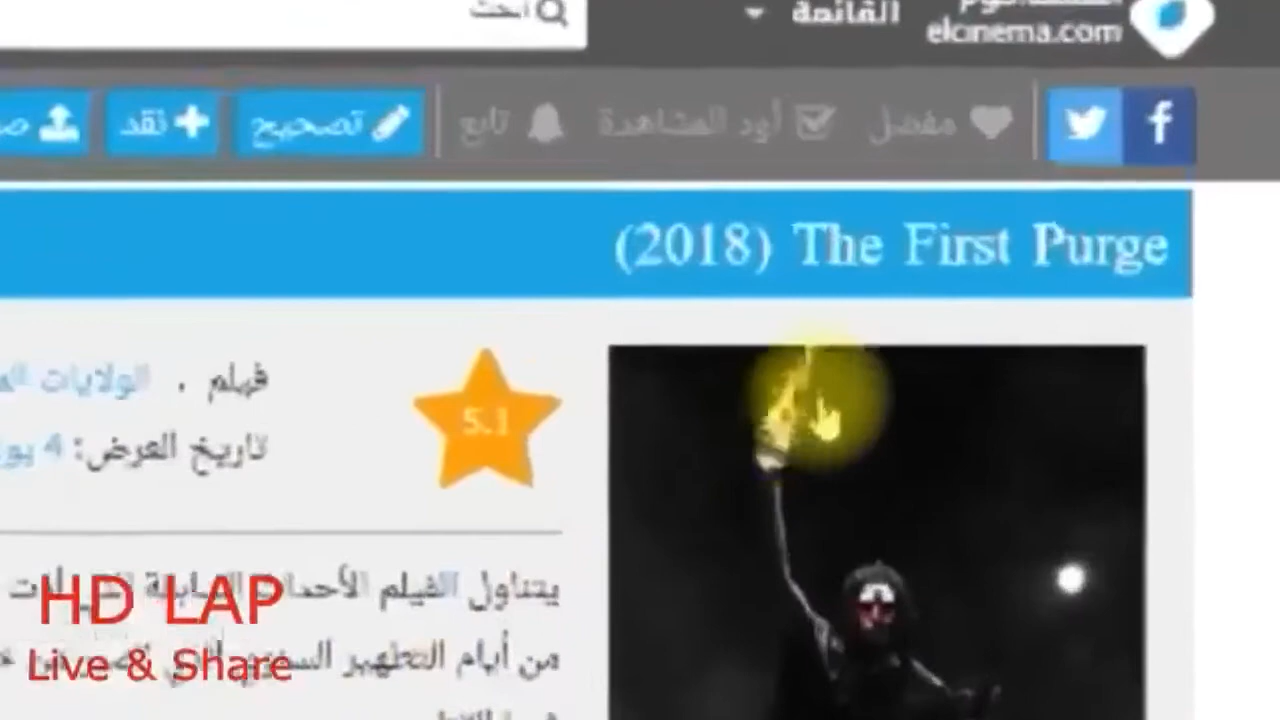 ابحث
القائمة
elcinema.com
مفضل
أود المشاهدة
تابع
تصحيح
نقد
(2018) The First Purge
5.1
فيلم . الولايات
تاريخ العرض: 4
يتناول الفيلم
من أيام التطهير
HD LAP
Live & Share